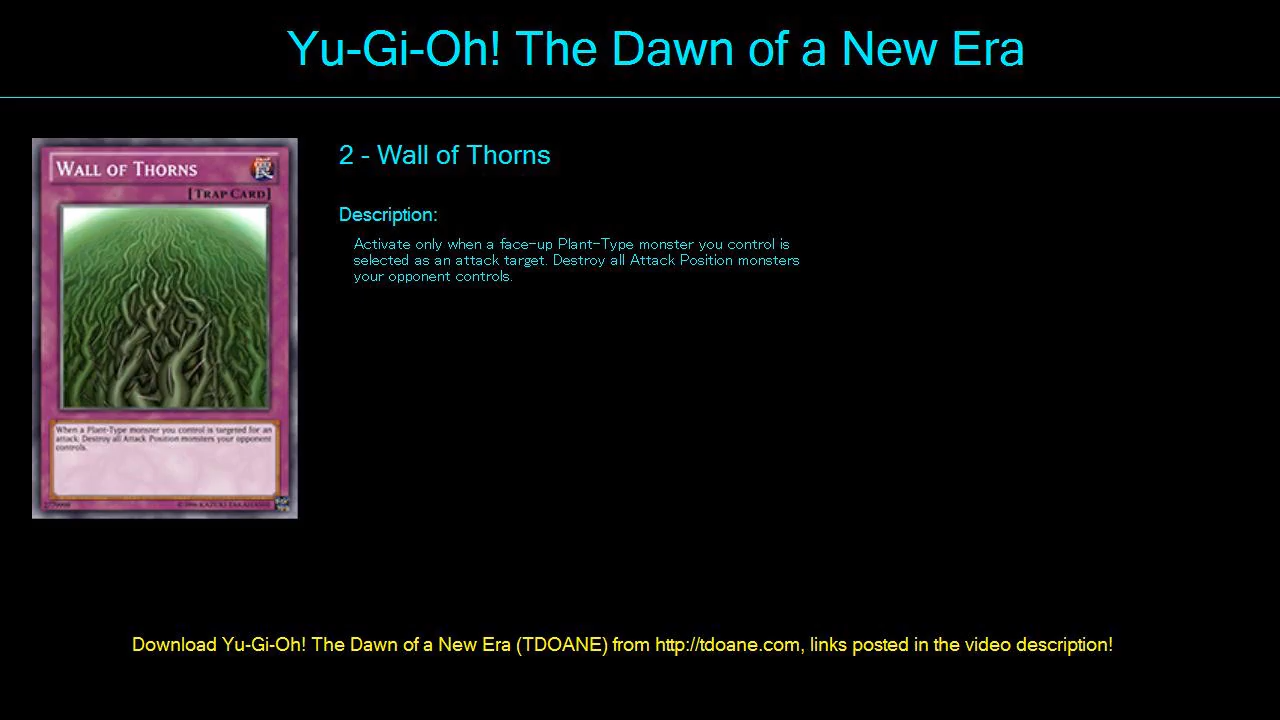 Yu-Gi-Oh! The Dawn of a New Era
WALL OF THORNS
罠
[TRAP CARD]
When a Plant-Type monster you control is targeted for an
attack: Destroy all Attack Position monsters your opponent
controls.
KAZUKI TAKAHASHI
2 - Wall of Thorns
Description:
Activate only when a face-up Plant-Type monster you control is
selected as an attack target. Destroy all Attack Position monsters
your opponent controls.
Download Yu-Gi-Oh! The Dawn of a New Era (TDOANE) from http://tdoane.com, links posted in the video description!